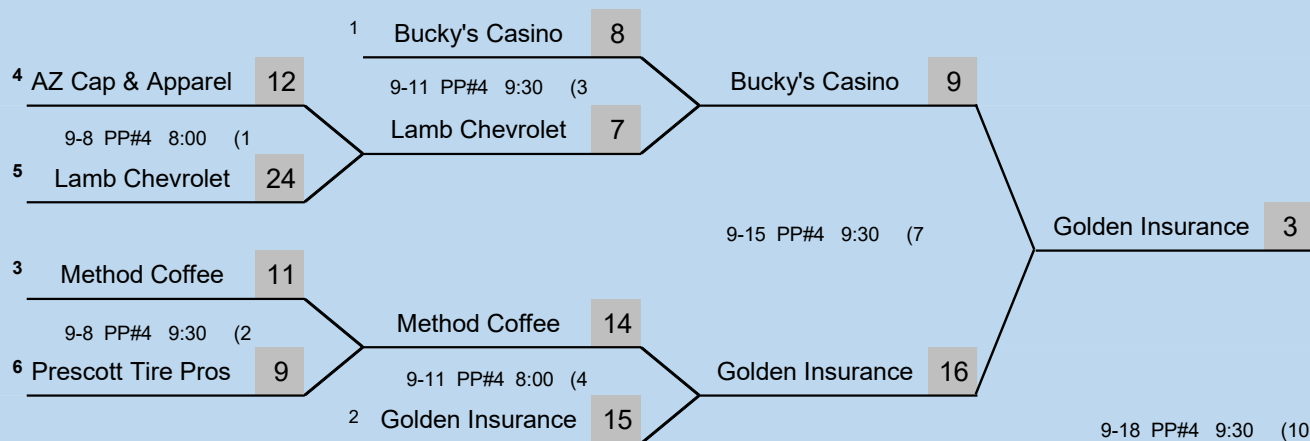 1 Bucky's Casino 8
4 AZ Cap & Apparel 12
9-11 PP#4 9:30 (3
Bucky's Casino 9
9-8 PP#4 8:00 (1
Lamb Chevrolet 7
5 Lamb Chevrolet 24
9-15 PP#4 9:30 (7
Golden Insurance 3
3 Method Coffee 11
9-8 PP#4 9:30 (2
Method Coffee 14
6 Prescott Tire Pros 9
9-11 PP#4 8:00 (4
Golden Insurance 16
2 Golden Insurance 15
9-18 PP#4 9:30 (10